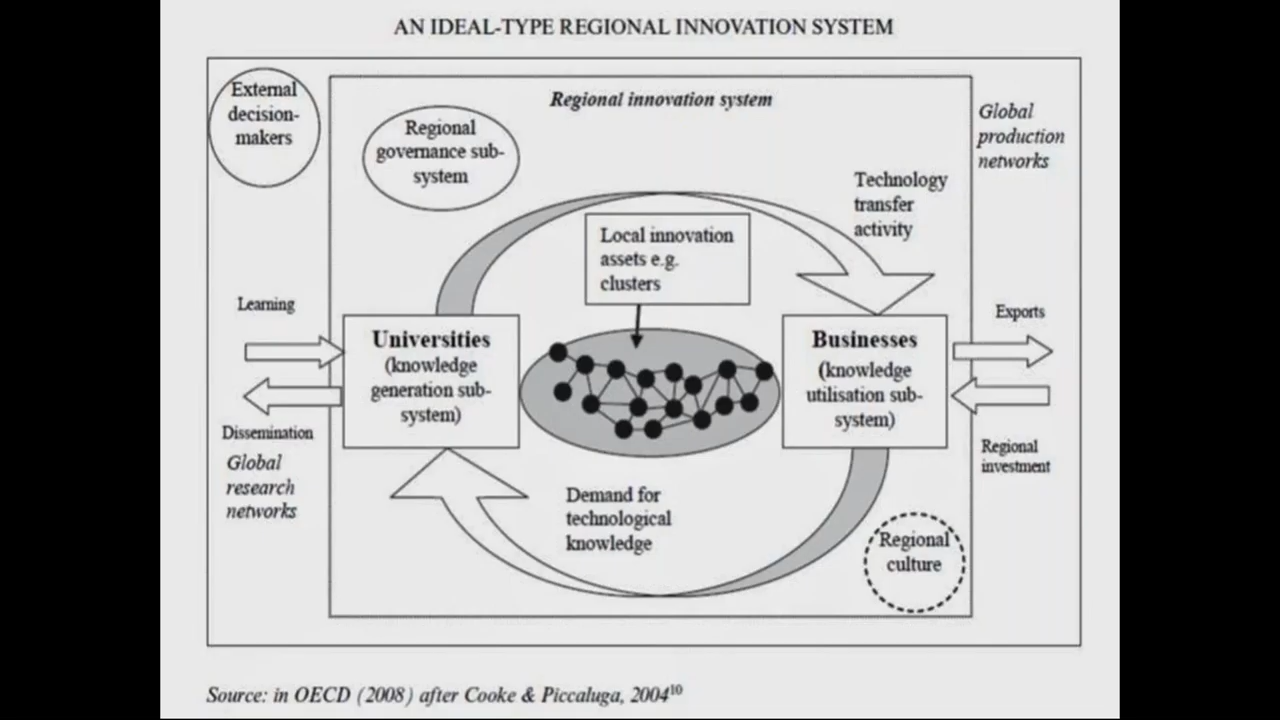 AN IDEAL-TYPE REGIONAL INNOVATION SYSTEM
External
decision-
makers
Regional innovation system
Regional
governance sub-
system
Global
production
networks
Technology
transfer
activity
Local innovation
assets e.g.
clusters
Learning
Exports
Universities
(knowledge
generation sub-
system)
Businesses
(knowledge
utilisation sub-
system)
Dissemination
Global
research
networks
Regional
investment
Demand for
technological
knowledge
Regional
culture
Source: in OECD (2008) after Cooke & Piccaluga, 2004¹⁰